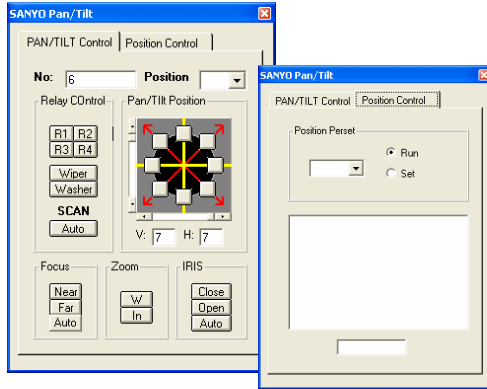 SANYO Pan/Tilt
PAN/TILT Control Position Control
No: 6 Position
Relay COntrol
Pan/TIlt Position
R1 R2
R3 R4
Wiper
Washer
SCAN
Auto
V: 7 H: 7
Focus
Near
Far
Auto
Zoom
W
In
IRIS
Close
Open
Auto
SANYO Pan/Tilt
PAN/TILT Control Position Control
Position Perset
Run
Set